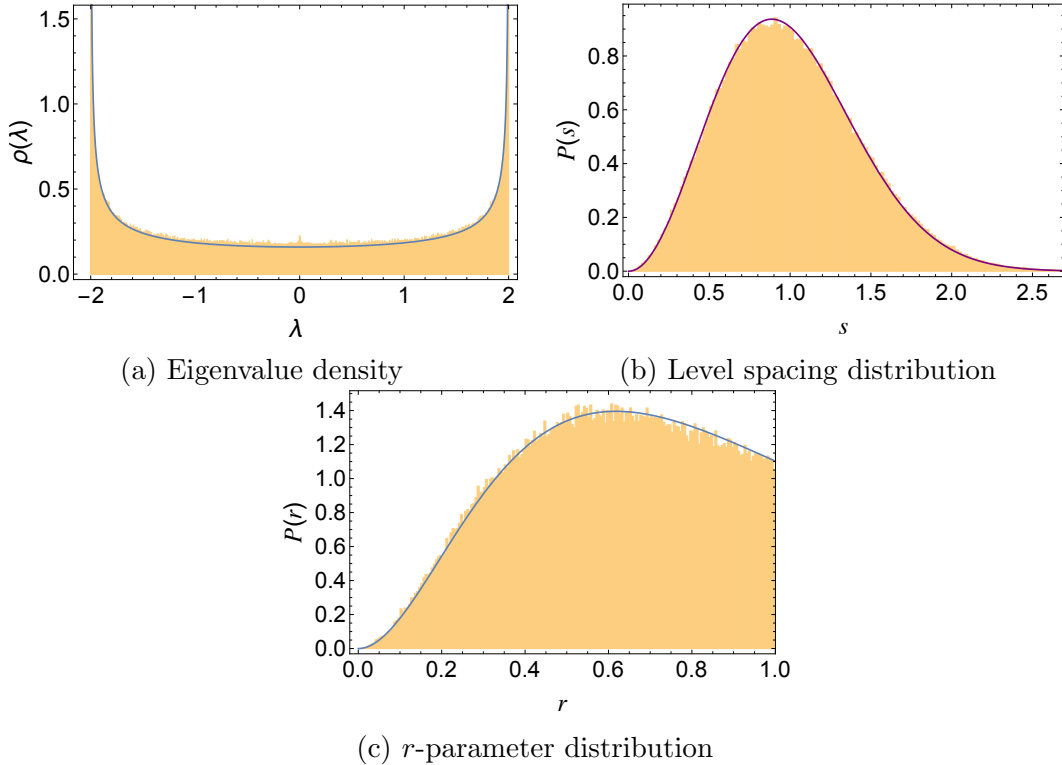 1.5
1.0
0.5
0.0
ρ(λ)
−2 −1 0 1 2
λ
(a) Eigenvalue density
0.8
0.6
0.4
0.2
0.0
P(s)
0.0 0.5 1.0 1.5 2.0 2.5
s
(b) Level spacing distribution
1.4
1.2
1.0
0.8
0.6
0.4
0.2
0.0
P(r)
0.0 0.2 0.4 0.6 0.8 1.0
r
(c) r-parameter distribution